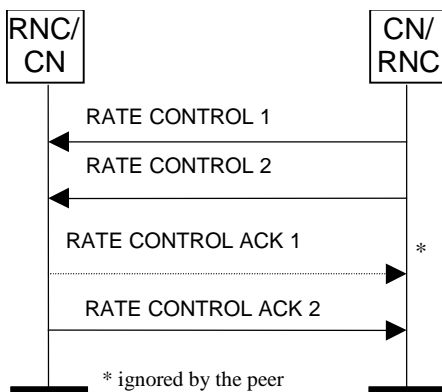 RNC/
CN
CN/
RNC
RATE CONTROL 1
RATE CONTROL 2
RATE CONTROL ACK 1
*
RATE CONTROL ACK 2
* ignored by the peer